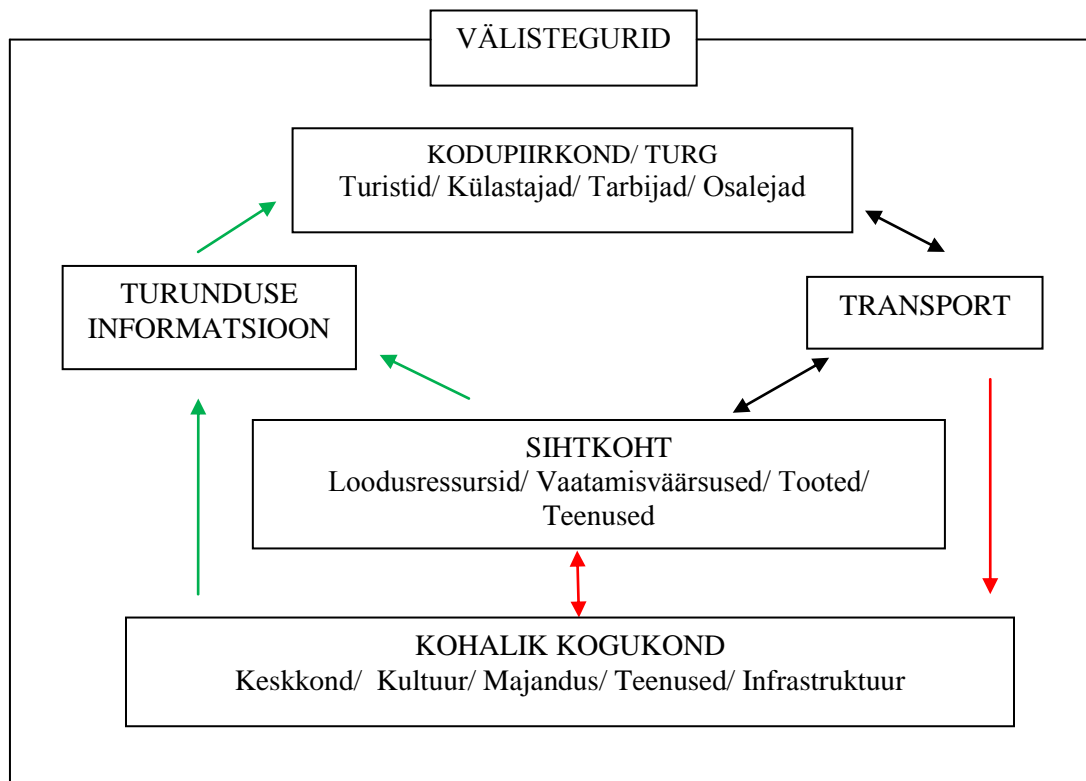 VÄLISTEGURID
KODUPIIRKOND/ TURG
Turistid/ Külastajad/ Tarbijad/ Osalejad
TURUNDUSE
INFORMATSIOON
TRANSPORT
SIHTKOHT
Loodusressursid/ Vaatamisväärsused/ Tooted/
Teenused
KOHALIK KOGUKOND
Keskkond/ Kultuur/ Majandus/ Teenused/ Infrastruktuur